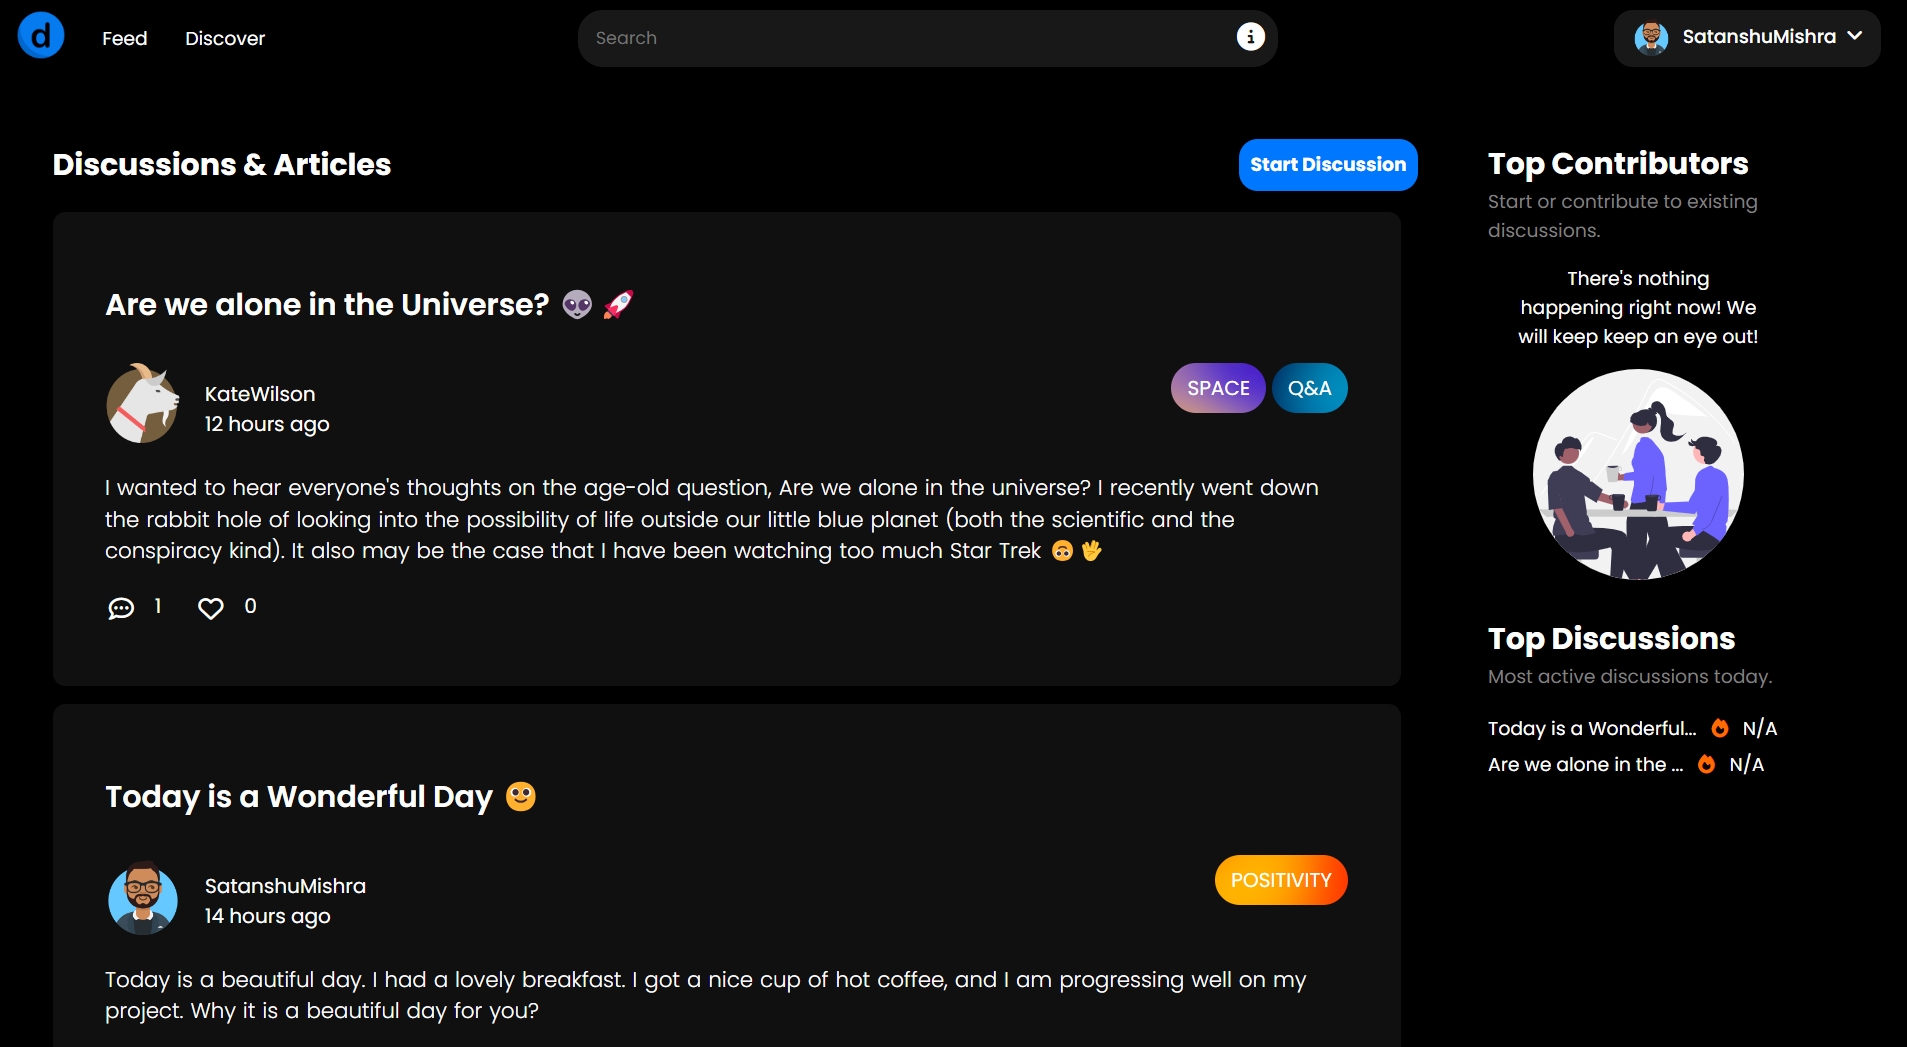 d
Feed
Discover
Search
i
SatanshuMishra
Discussions & Articles
Start Discussion
Are we alone in the Universe? 👽 🚀
KateWilson
12 hours ago
SPACE
Q&A
I wanted to hear everyone's thoughts on the age-old question, Are we alone in the universe? I recently went down
the rabbit hole of looking into the possibility of life outside our little blue planet (both the scientific and the
conspiracy kind). It also may be the case that I have been watching too much Star Trek 🙃 🖖
1
0
Today is a Wonderful Day 🙂
SatanshuMishra
14 hours ago
POSITIVITY
Today is a beautiful day. I had a lovely breakfast. I got a nice cup of hot coffee, and I am progressing well on my
project. Why it is a beautiful day for you?
Top Contributors
Start or contribute to existing
discussions.
There's nothing
happening right now! We
will keep keep an eye out!
Top Discussions
Most active discussions today.
Today is a Wonderful... N/A
Are we alone in the ... N/A